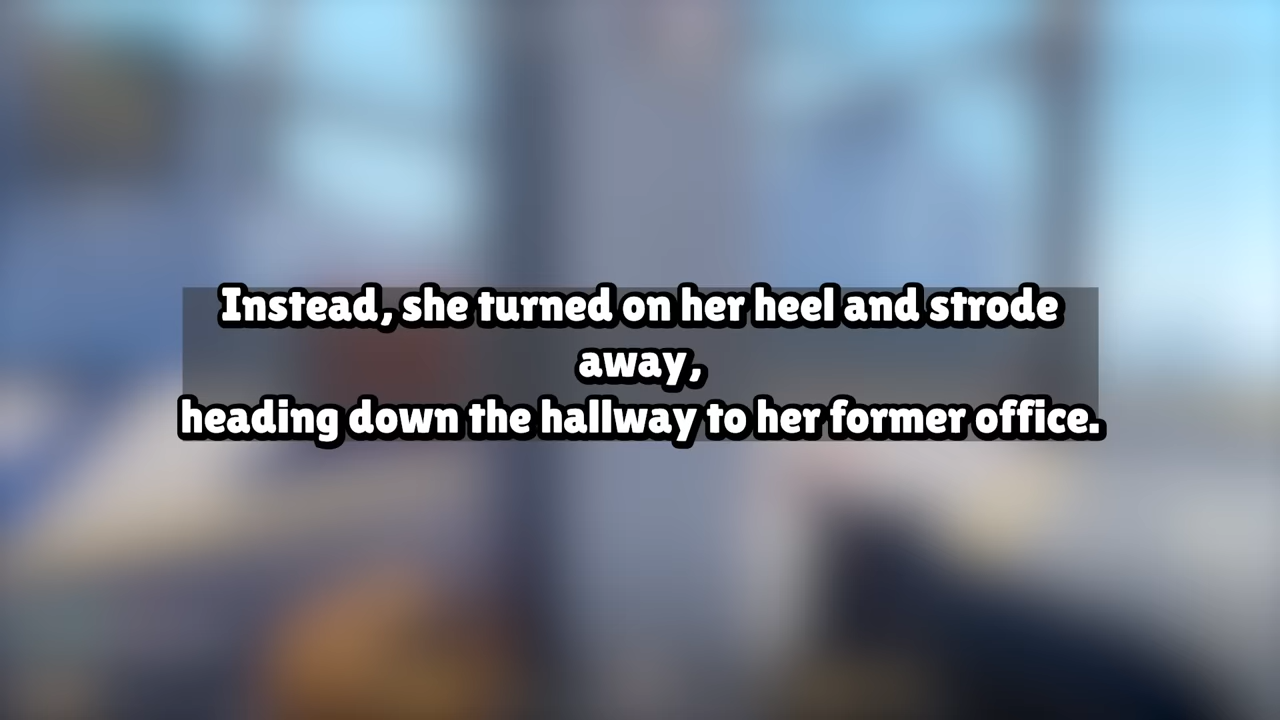 Instead, she turned on her heel and strode
away,
heading down the hallway to her former office.